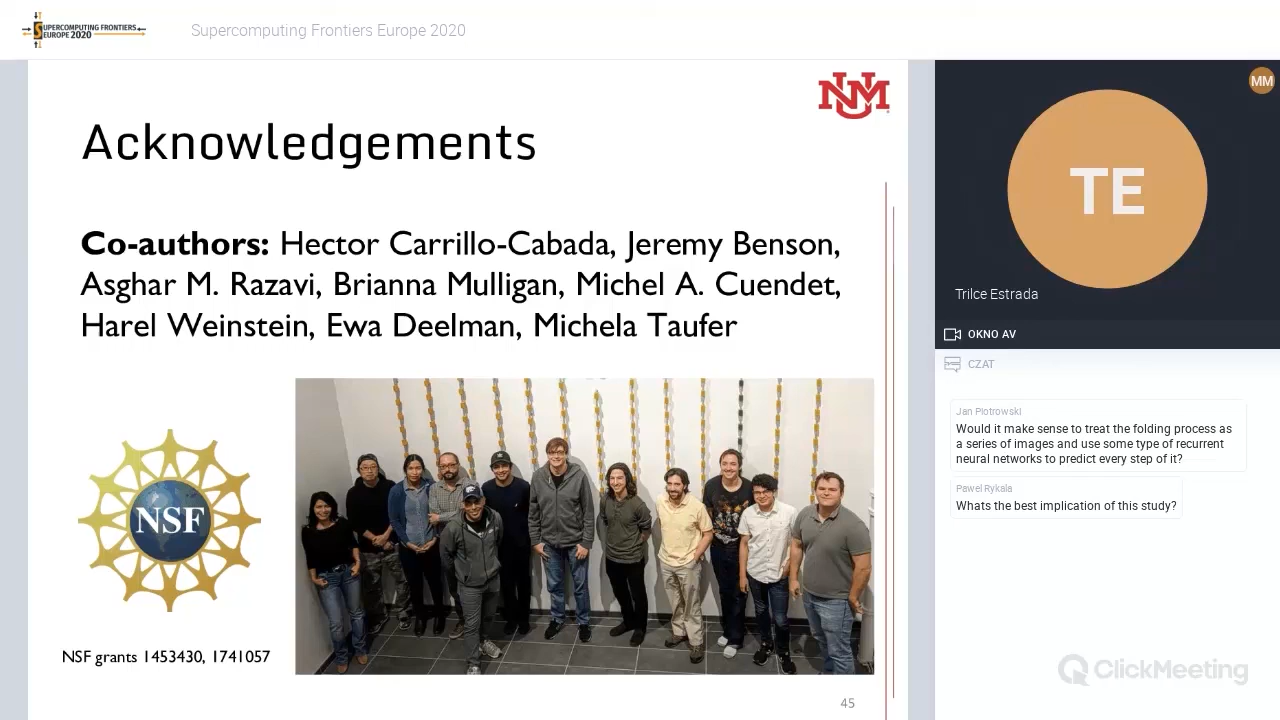 SUPERCOMPUTING FRONTIERS
EUROPE 2020
Supercomputing Frontiers Europe 2020
UNM
Acknowledgements
Co-authors: Hector Carrillo-Cabada, Jeremy Benson,
Asghar M. Razavi, Brianna Mulligan, Michel A. Cuendet,
Harel Weinstein, Ewa Deelman, Michela Taufer
NSF
NSF grants 1453430, 1741057
45
MM
TE
Trilce Estrada
OKNO AV
CZAT
Jan Piotrowski
Would it make sense to treat the folding process as
a series of images and use some type of recurrent
neural networks to predict every step of it?
Pawel Rykala
Whats the best implication of this study?
ClickMeeting